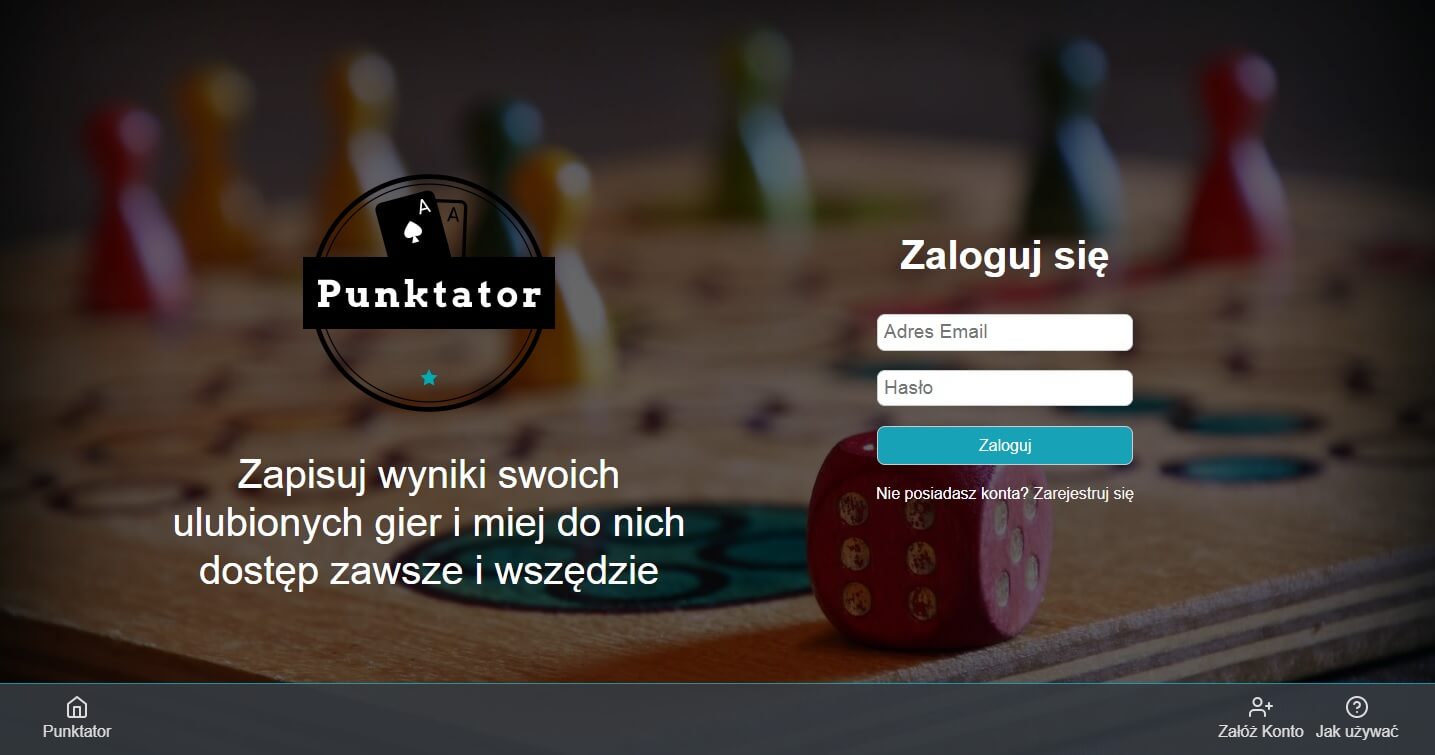 A
A
Punktator
Zapisuj wyniki swoich
ulubionych gier i miej do nich
dostęp zawsze i wszędzie
Zaloguj się
Adres Email
Hasło
Zaloguj
Nie posiadasz konta? Zarejestruj się
Punktator
Załóż Konto
Jak używać